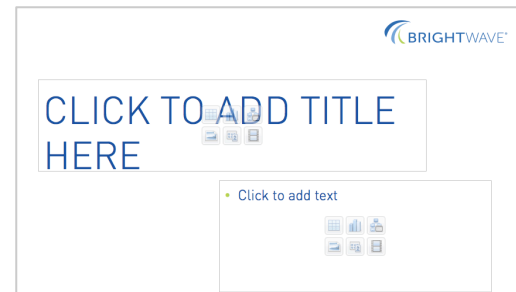 BRIGHTWAVE®
CLICK TO ADD TITLE
HERE
• Click to add text